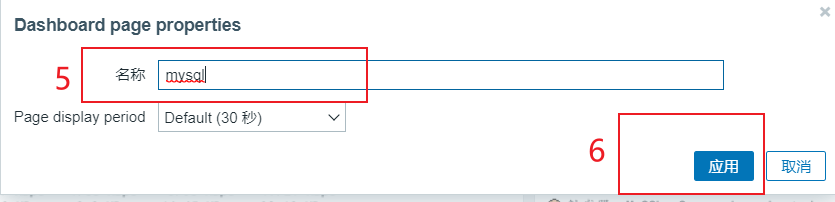 Dashboard page properties
5
名称
mysql
Page display period
Default (30 秒)
6
应用
取消